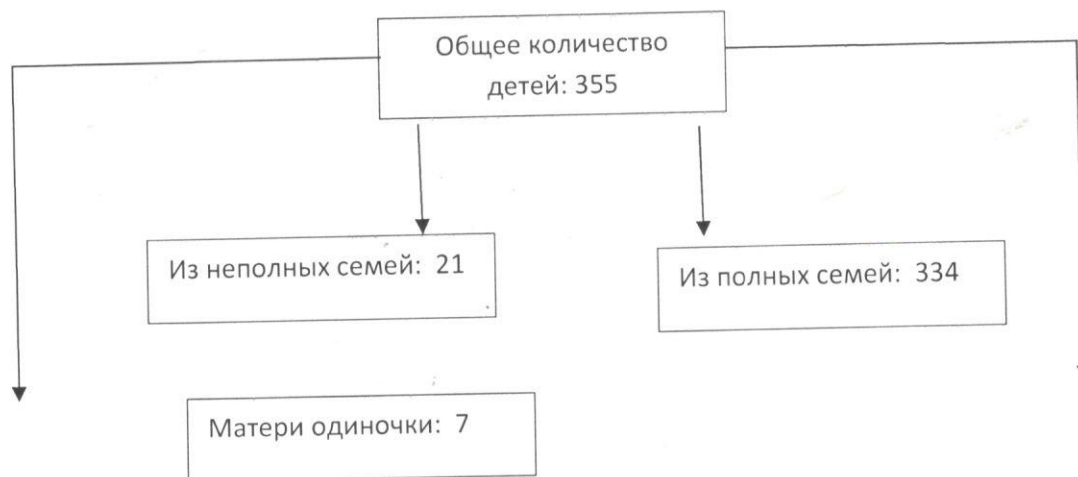 Общее количество
детей: 355
Из неполных семей: 21
Из полных семей: 334
Матери одиночки: 7